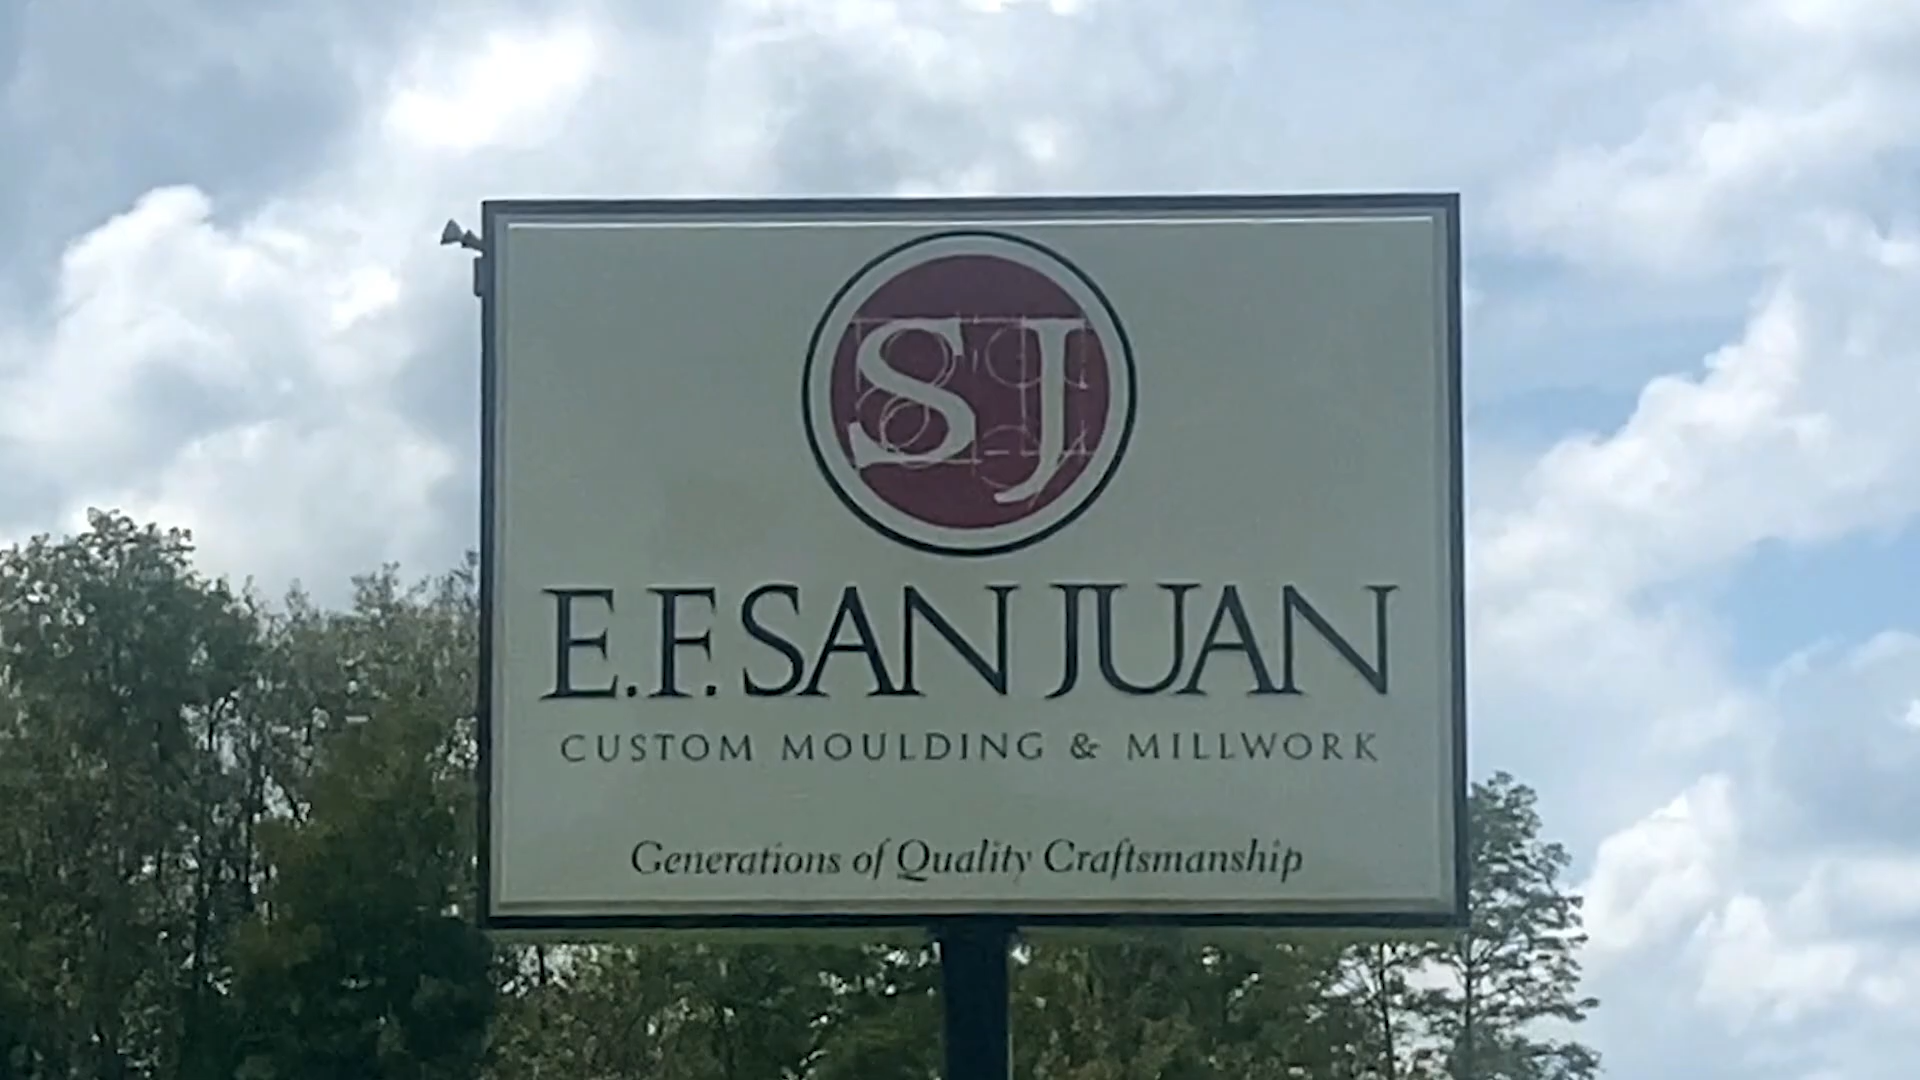 SJ
E.F. SAN JUAN
CUSTOM MOULDING & MILLWORK
Generations of Quality Craftsmanship